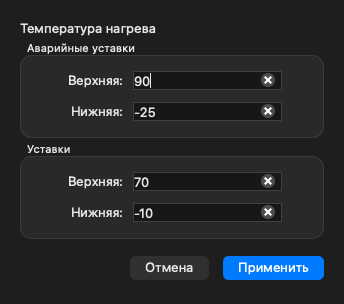 Температура нагрева
Аварийные уставки
Верхняя: 90
Нижняя: -25
Уставки
Верхняя: 70
Нижняя: -10
Отмена Применить